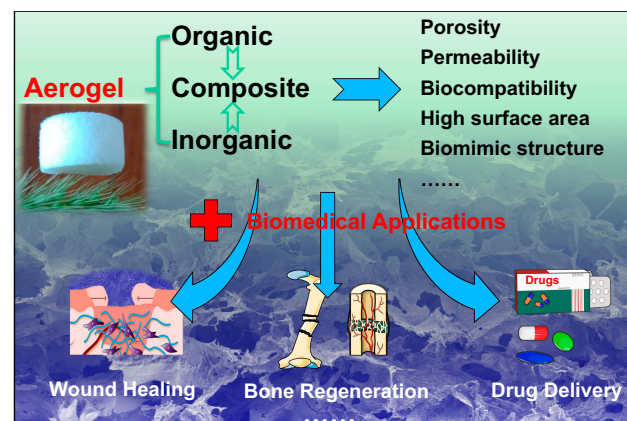 Aerogel
Organic
Composite
Inorganic
Porosity
Permeability
Biocompatibility
High surface area
Biomimic structure
......
Biomedical Applications
Drugs
Wound Healing
Bone Regeneration
Drug Delivery
......